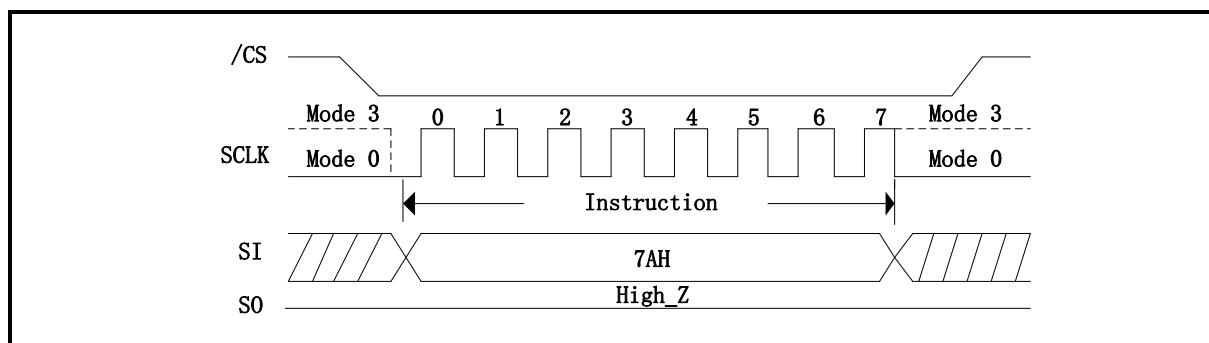 /CS
Mode 3 0 1 2 3 4 5 6 7 Mode 3
SCLK Mode 0 Mode 0
Instruction
SI 7AH
High_Z
SO